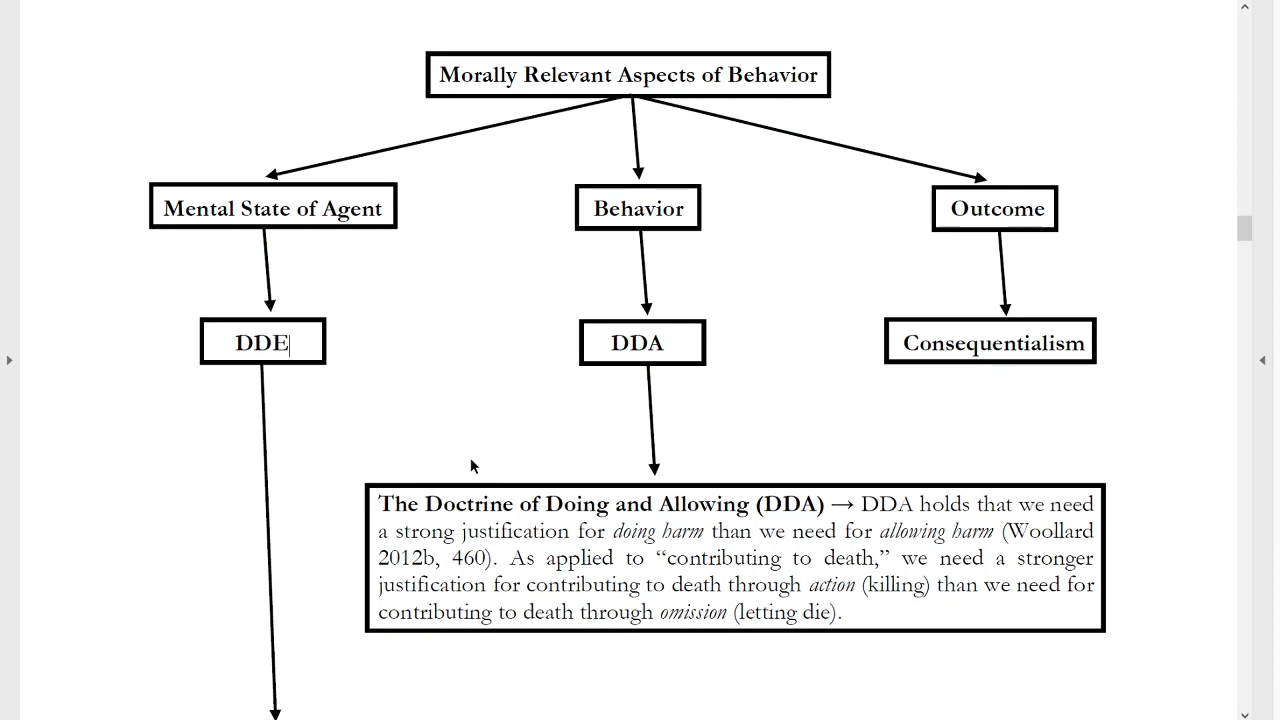 Morally Relevant Aspects of Behavior
Mental State of Agent
Behavior
Outcome
DDE
DDA
Consequentialism
The Doctrine of Doing and Allowing (DDA) → DDA holds that we need
a strong justification for doing harm than we need for allowing harm (Woollard
2012b, 460). As applied to “contributing to death,” we need a stronger
justification for contributing to death through action (killing) than we need for
contributing to death through omission (letting die).